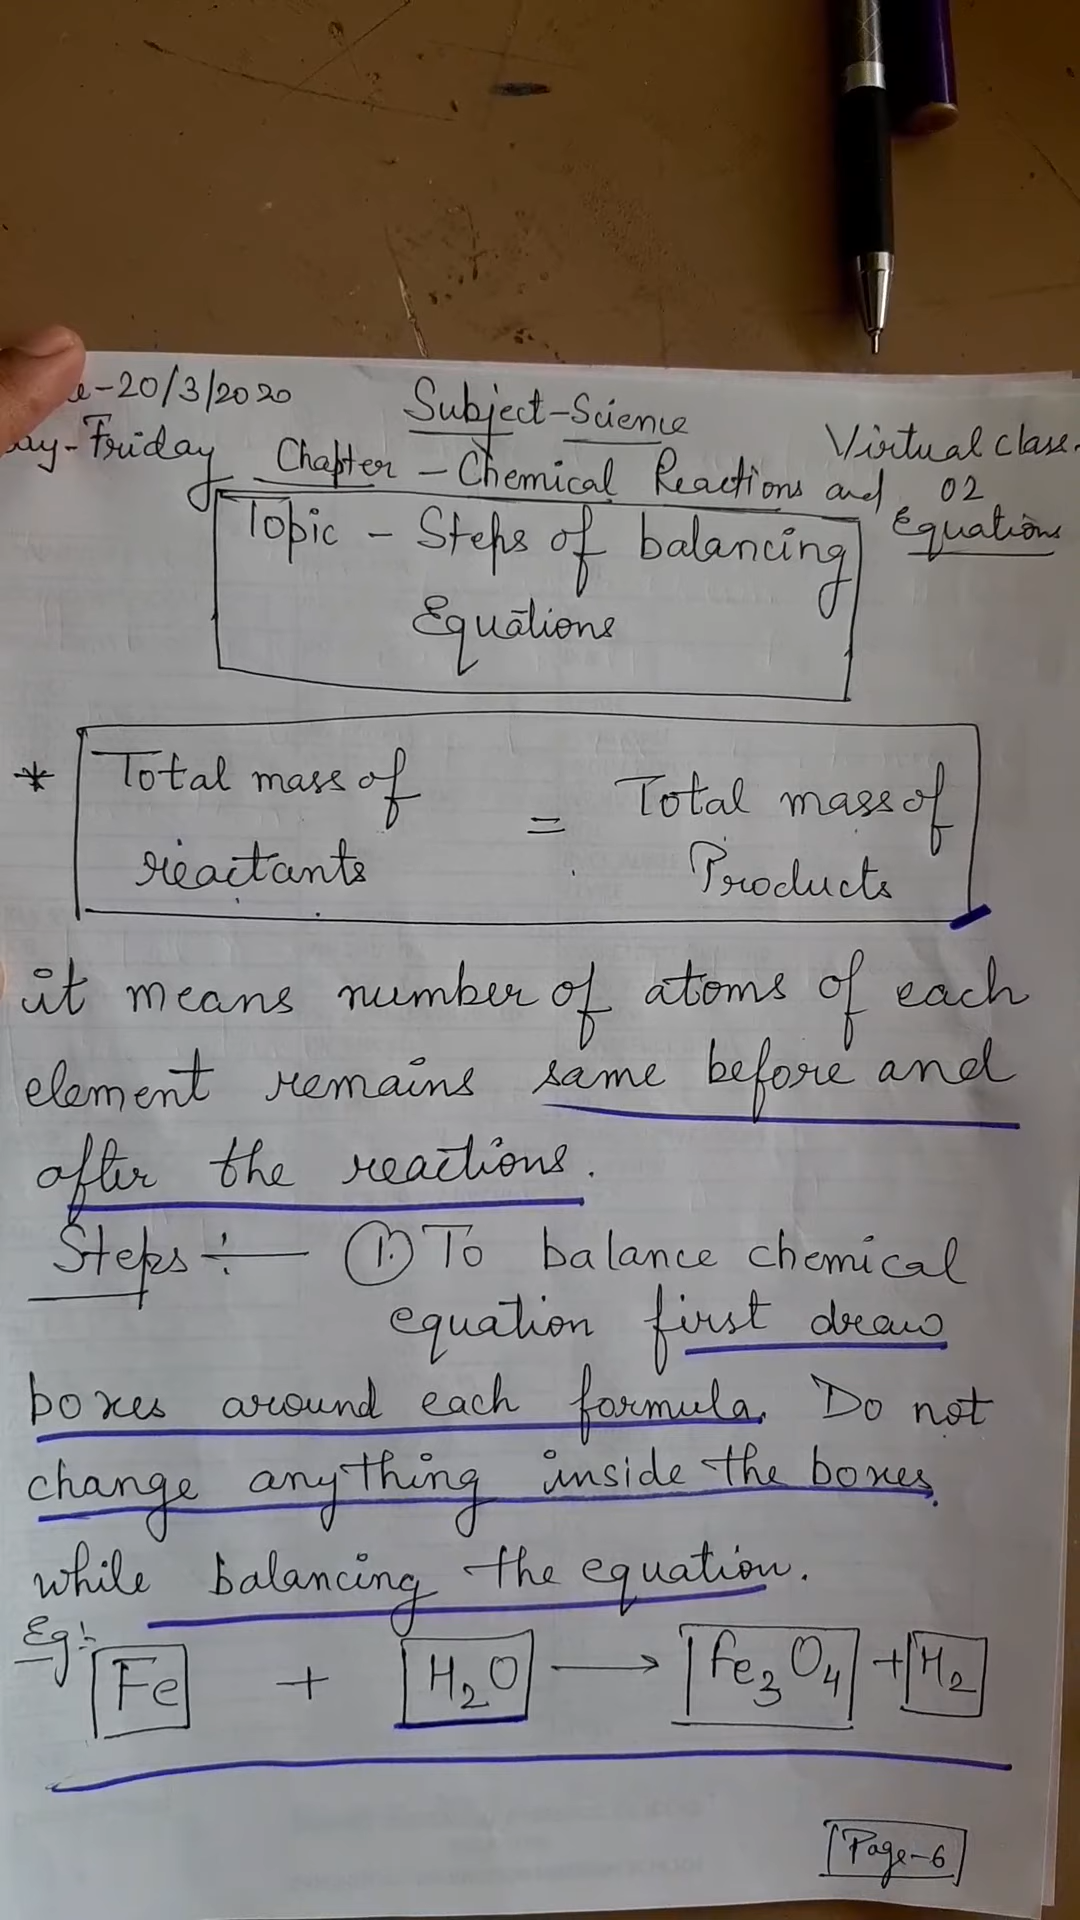 -20/3/2020 Subject-Science
-Friday Chapter - Chemical Reactions and Equations
Virtual class-02
Topic - Steps of balancing
Equations
* Total mass of reactants = Total mass of Products
it means number of atoms of each
element remains same before and
after the reactions.
Steps:- 1. To balance chemical
equation first draw
boxes around each formula. Do not
change anything inside the boxes
while balancing the equation.
Eg:-
Fe + H₂O → Fe₃O₄ + H₂
Page-6